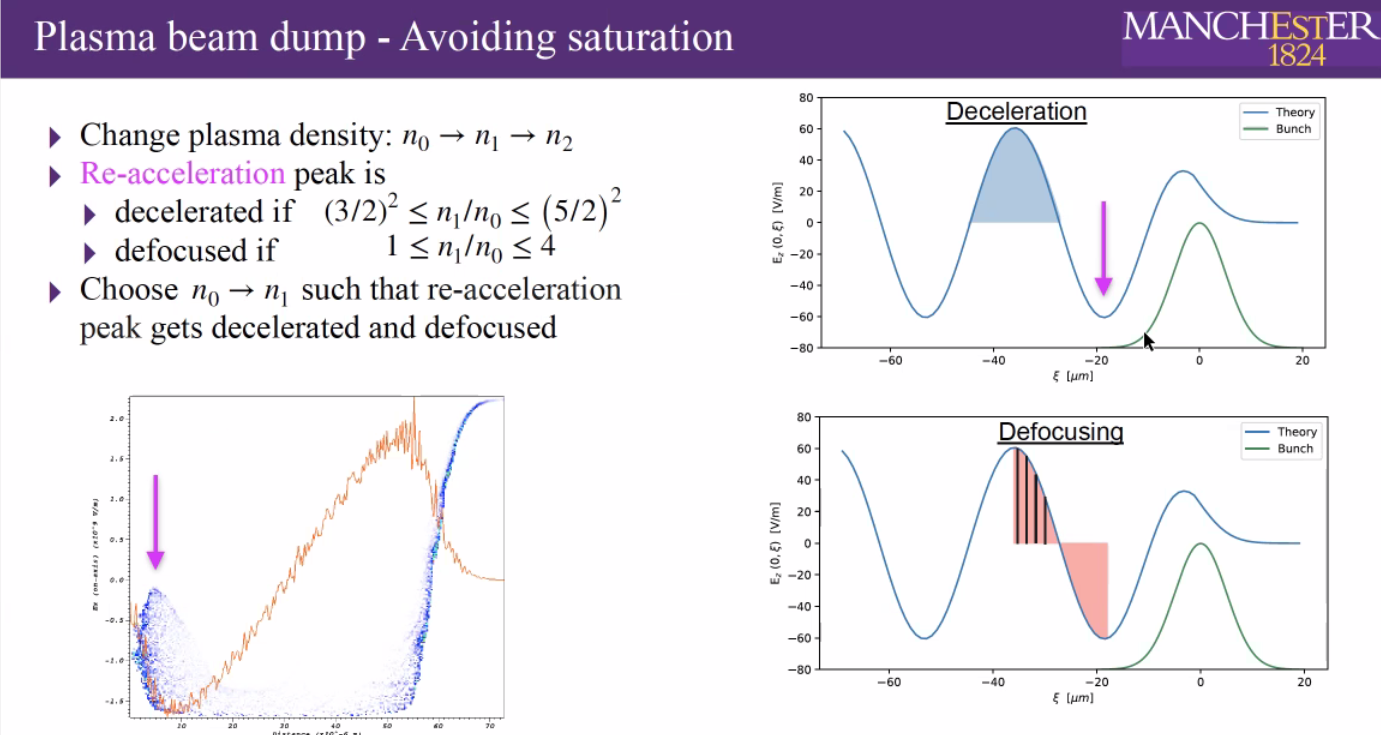 Plasma beam dump - Avoiding saturation
MANCHESTER
1824
Change plasma density: n₀ → n₁ → n₂
Re-acceleration peak is
decelerated if (3/2)² ≤ n₁/n₀ ≤ (5/2)²
defocused if 1 ≤ n₁/n₀ ≤ 4
Choose n₀ → n₁ such that re-acceleration
peak gets decelerated and defocused
Deceleration
Theory
Bunch
80
60
40
20
0
−20
−40
−60
−80
E_z (0, ξ) [V/m]
−60 −40 −20 0 20
ξ [μm]
Defocusing
Theory
Bunch
80
60
40
20
0
−20
−40
−60
−80
E_z (0, ξ) [V/m]
−60 −40 −20 0 20
ξ [μm]
2.0
1.5
1.0
0.5
0.0
-0.5
-1.0
-1.5
10 20 30 40 50 60 70